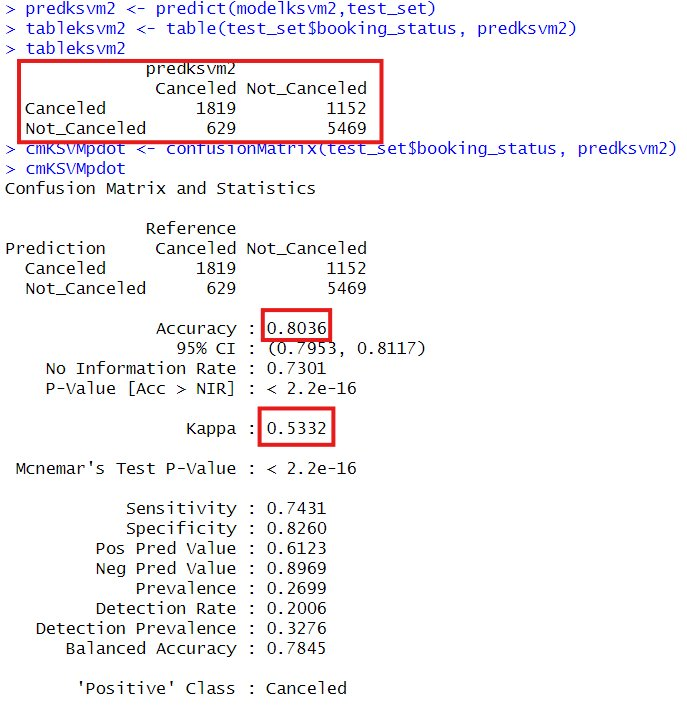 > predksvm2 <- predict(modelksvm2,test_set)
> tableksvm2 <- table(test_set$booking_status, predksvm2)
> tableksvm2
predksvm2
Canceled Not_Canceled
Canceled 1819 1152
Not_Canceled 629 5469
> cmKSVMpdot <- confusionMatrix(test_set$booking_status, predksvm2)
> cmKSVMpdot
Confusion Matrix and Statistics
Reference
Prediction Canceled Not_Canceled
Canceled 1819 1152
Not_Canceled 629 5469
Accuracy : 0.8036
95% CI : (0.7953, 0.8117)
No Information Rate : 0.7301
P-Value [Acc > NIR] : < 2.2e-16
Kappa : 0.5332
Mcnemar's Test P-Value : < 2.2e-16
Sensitivity : 0.7431
Specificity : 0.8260
Pos Pred Value : 0.6123
Neg Pred Value : 0.8969
Prevalence : 0.2699
Detection Rate : 0.2006
Detection Prevalence : 0.3276
Balanced Accuracy : 0.7845
'Positive' Class : Canceled